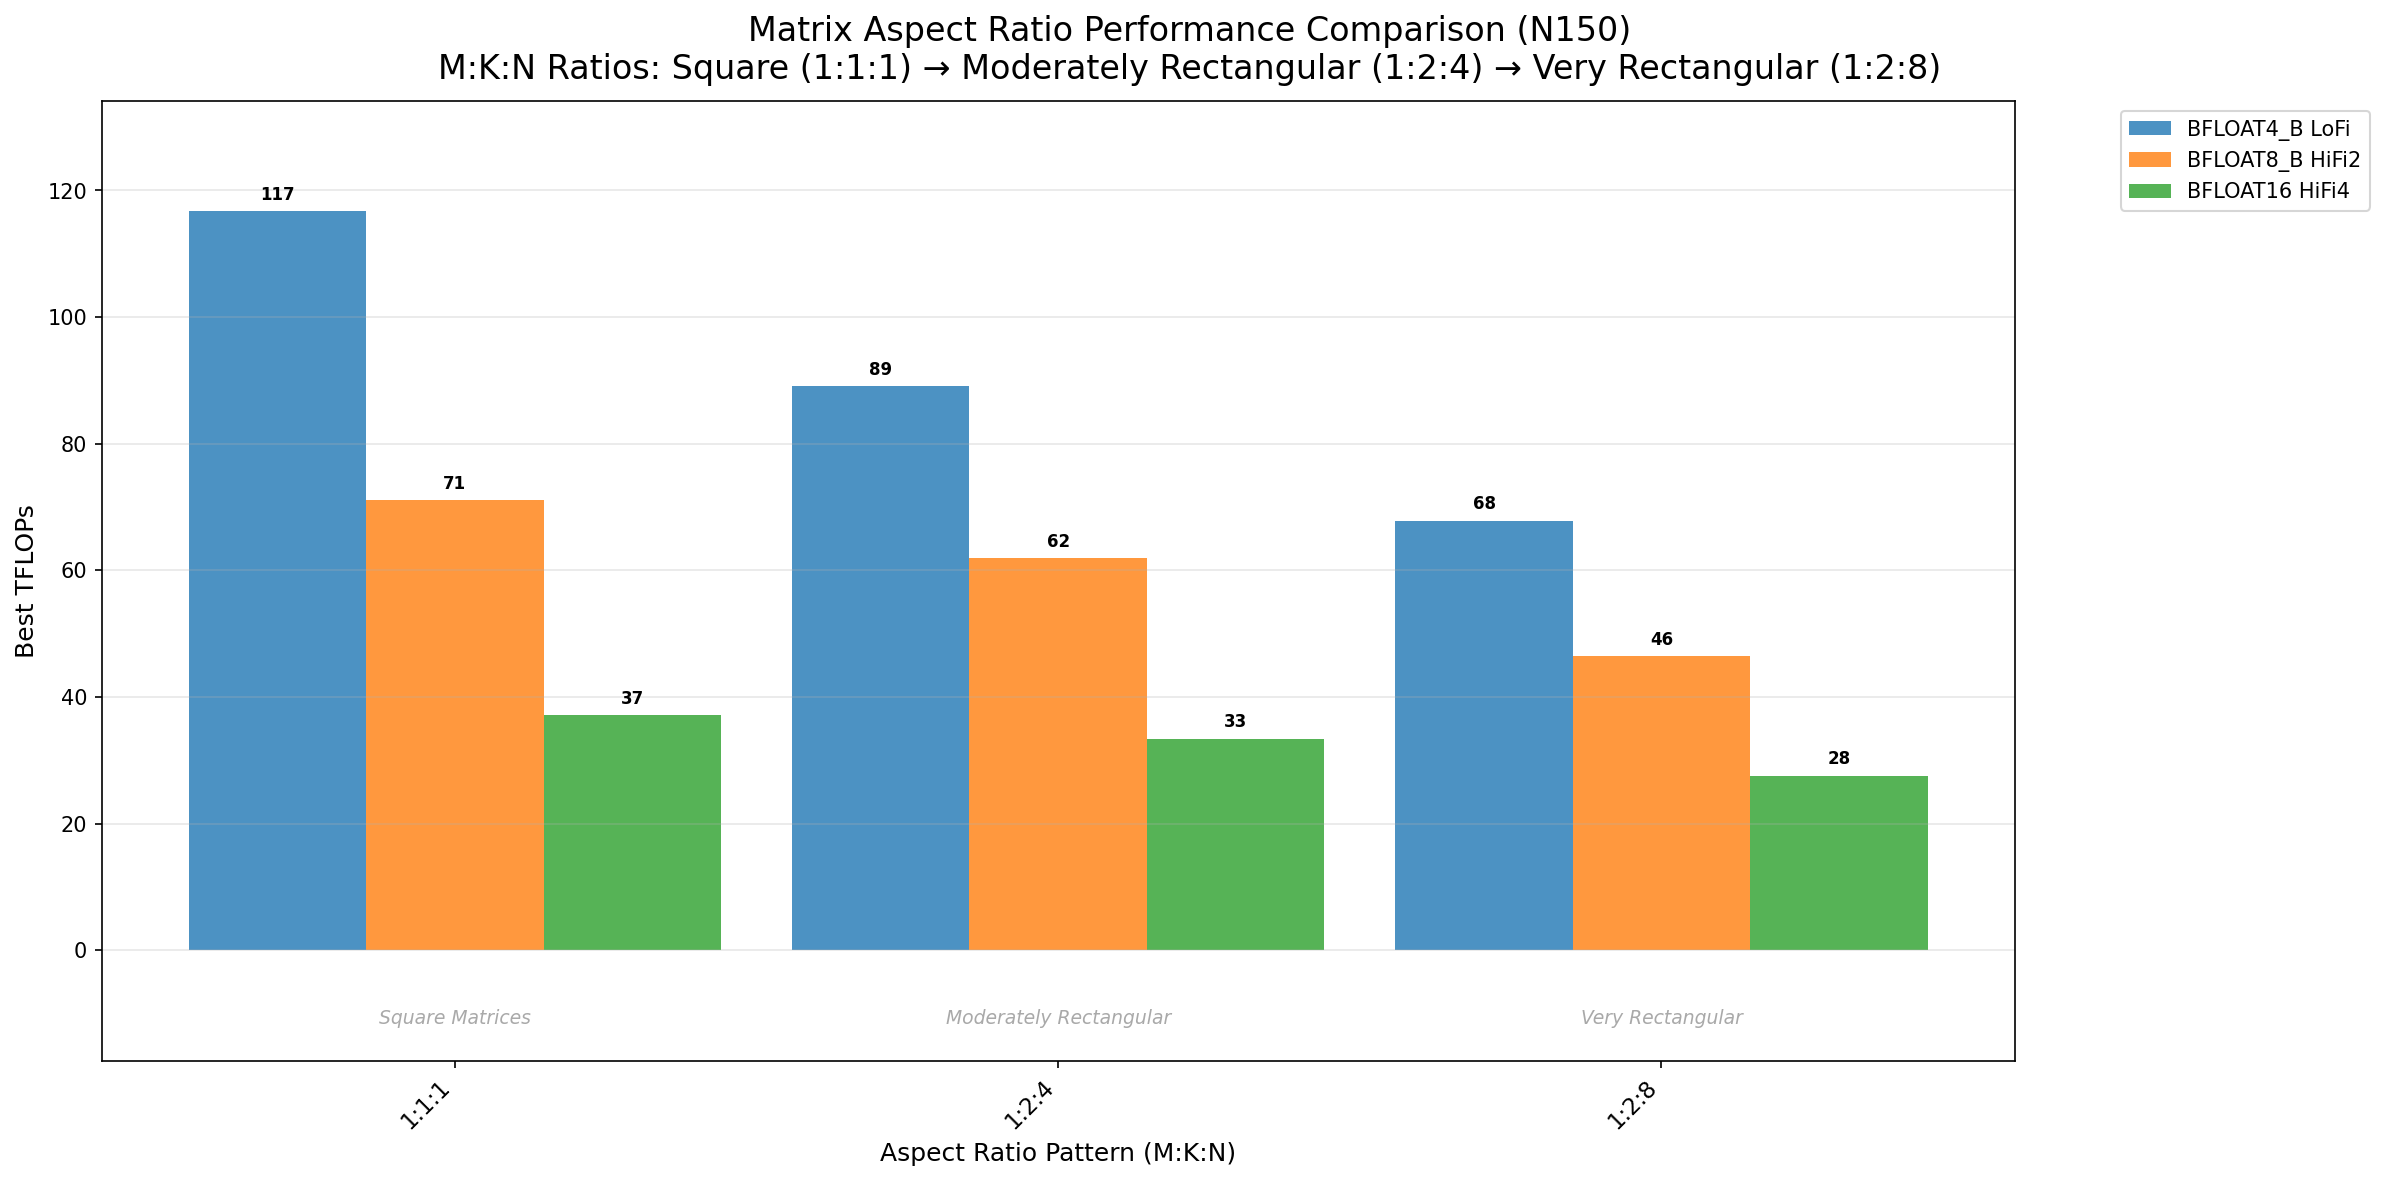 Matrix Aspect Ratio Performance Comparison (N150)
M:K:N Ratios: Square (1:1:1) → Moderately Rectangular (1:2:4) → Very Rectangular (1:2:8)
BFLOAT4_B LoFi
BFLOAT8_B HiFi2
BFLOAT16 HiFi4
Best TFLOPs
120
100
80
60
40
20
0
117
71
37
89
62
33
68
46
28
Square Matrices
Moderately Rectangular
Very Rectangular
1:1:1
1:2:4
1:2:8
Aspect Ratio Pattern (M:K:N)